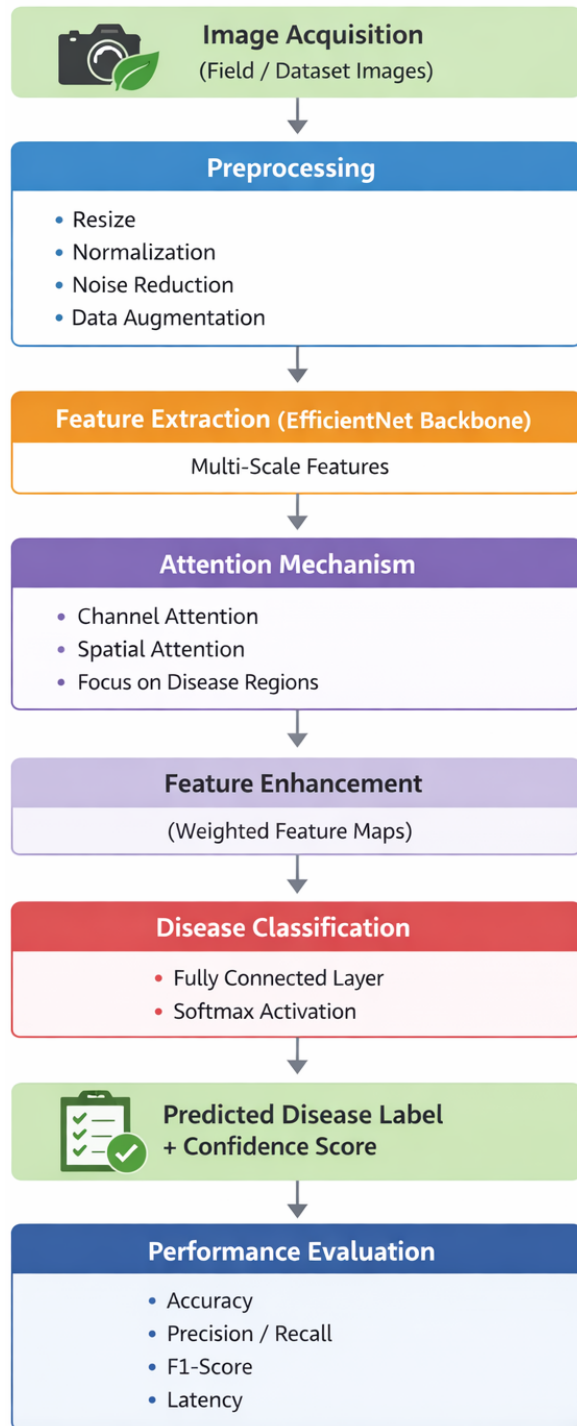 Image Acquisition
(Field / Dataset Images)
Preprocessing
• Resize
• Normalization
• Noise Reduction
• Data Augmentation
Feature Extraction (EfficientNet Backbone)
Multi-Scale Features
Attention Mechanism
• Channel Attention
• Spatial Attention
• Focus on Disease Regions
Feature Enhancement
(Weighted Feature Maps)
Disease Classification
• Fully Connected Layer
• Softmax Activation
Predicted Disease Label
+ Confidence Score
Performance Evaluation
• Accuracy
• Precision / Recall
• F1-Score
• Latency